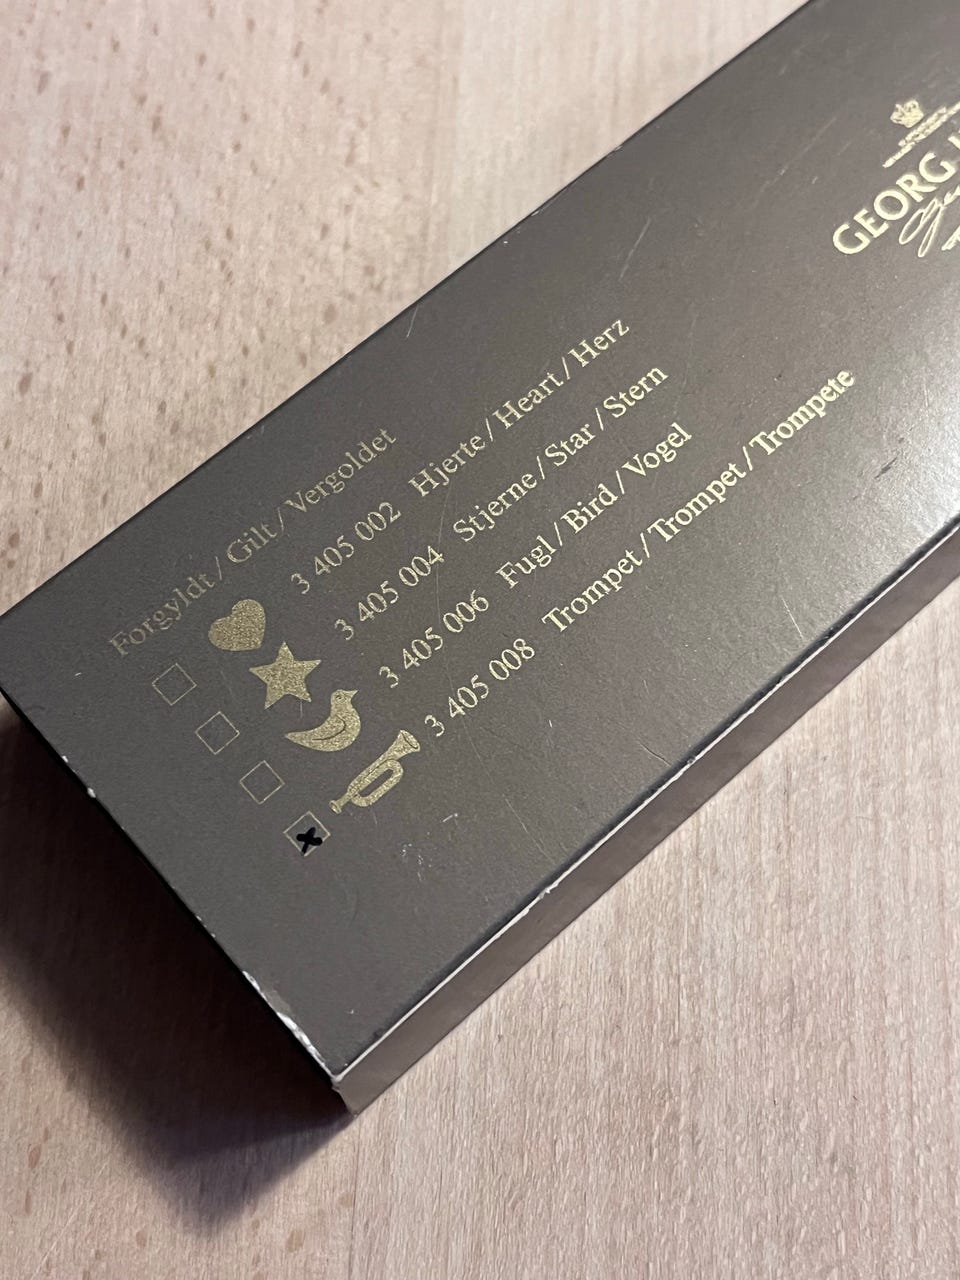 GEORG
Forgyldt / Gilt / Vergoldet
3 405 002 Hjerte / Heart / Herz
3 405 004 Stjerne / Star / Stern
3 405 006 Fugl / Bird / Vogel
3 405 008 Trompet / Trompet / Trompete